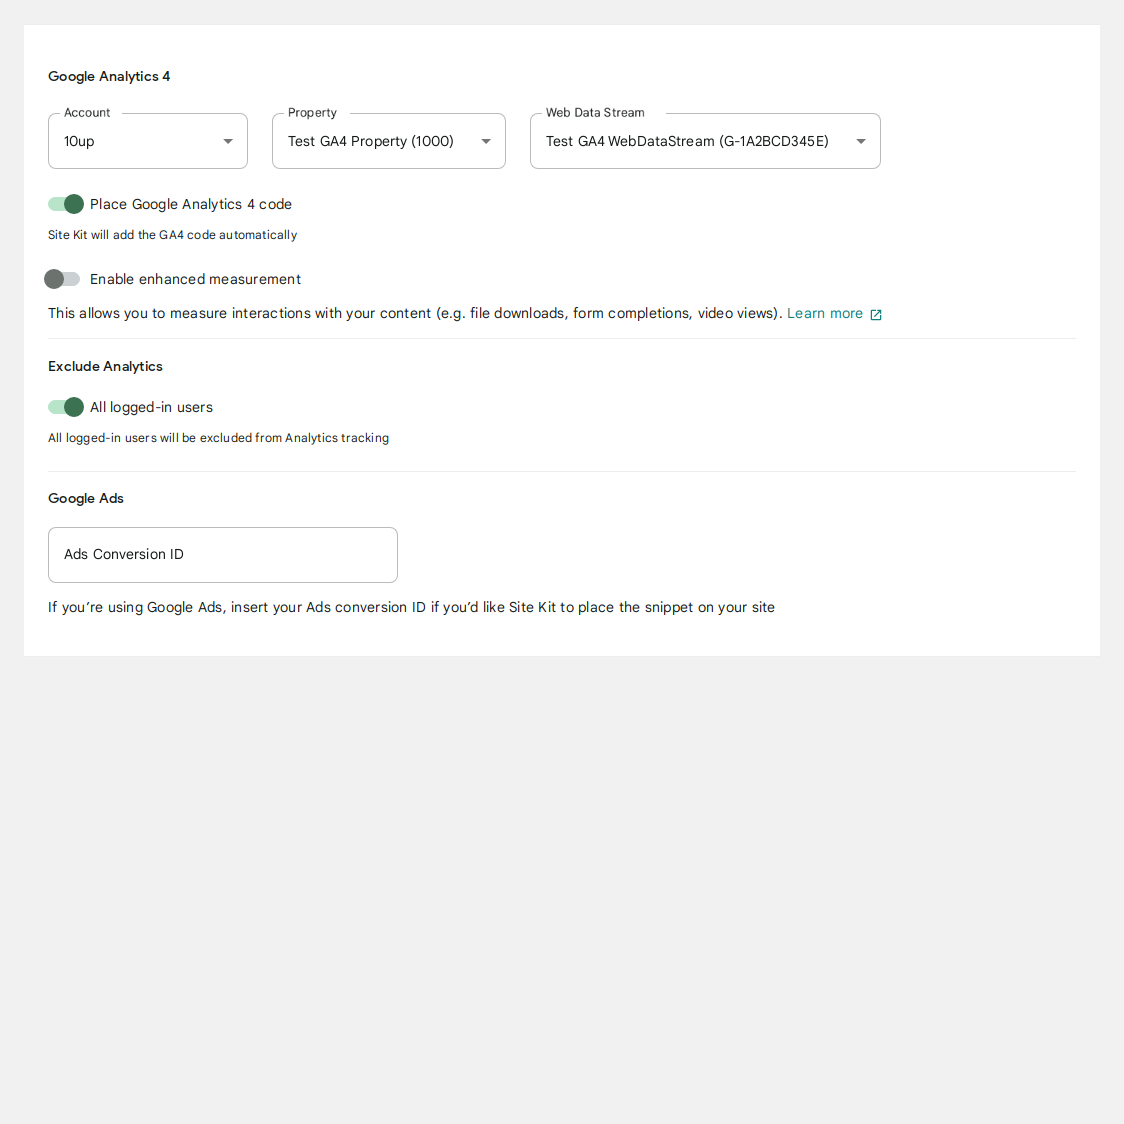 Google Analytics 4
Account
Property
Web Data Stream
10up
Test GA4 Property (1000)
Test GA4 WebDataStream (G-1A2BCD345E)
Place Google Analytics 4 code
Site Kit will add the GA4 code automatically
Enable enhanced measurement
This allows you to measure interactions with your content (e.g. file downloads, form completions, video views). Learn more
Exclude Analytics
All logged-in users
All logged-in users will be excluded from Analytics tracking
Google Ads
Ads Conversion ID
If you’re using Google Ads, insert your Ads conversion ID if you’d like Site Kit to place the snippet on your site